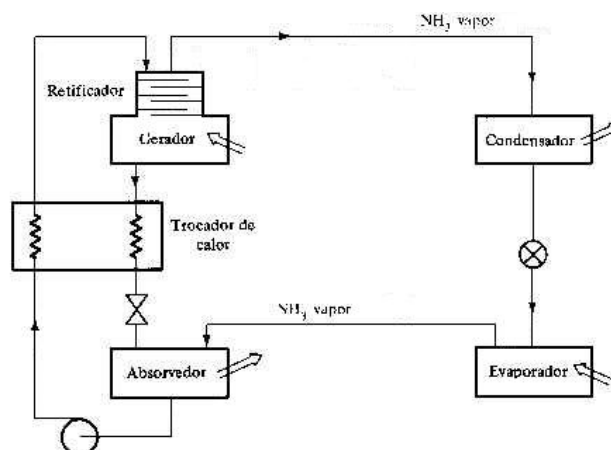 NH₃ vapor
Retificador
Gerador
Condensador
Trocador de
calor
NH₃ vapor
Absorvedor
Evaporador